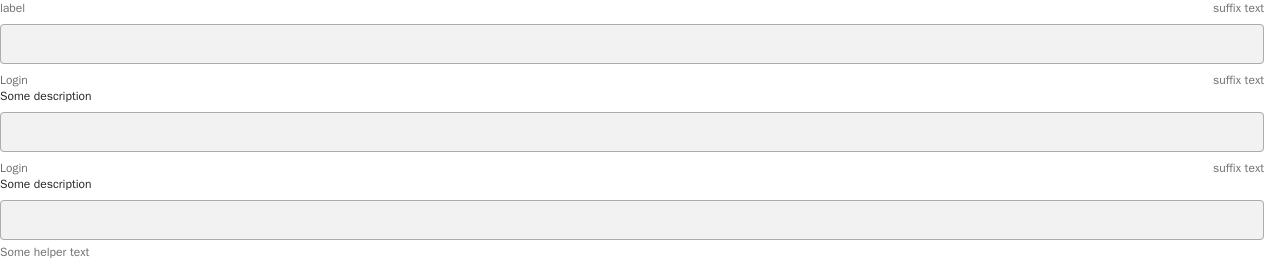 label suffix text
Login suffix text
Some description
Login suffix text
Some description
Some helper text